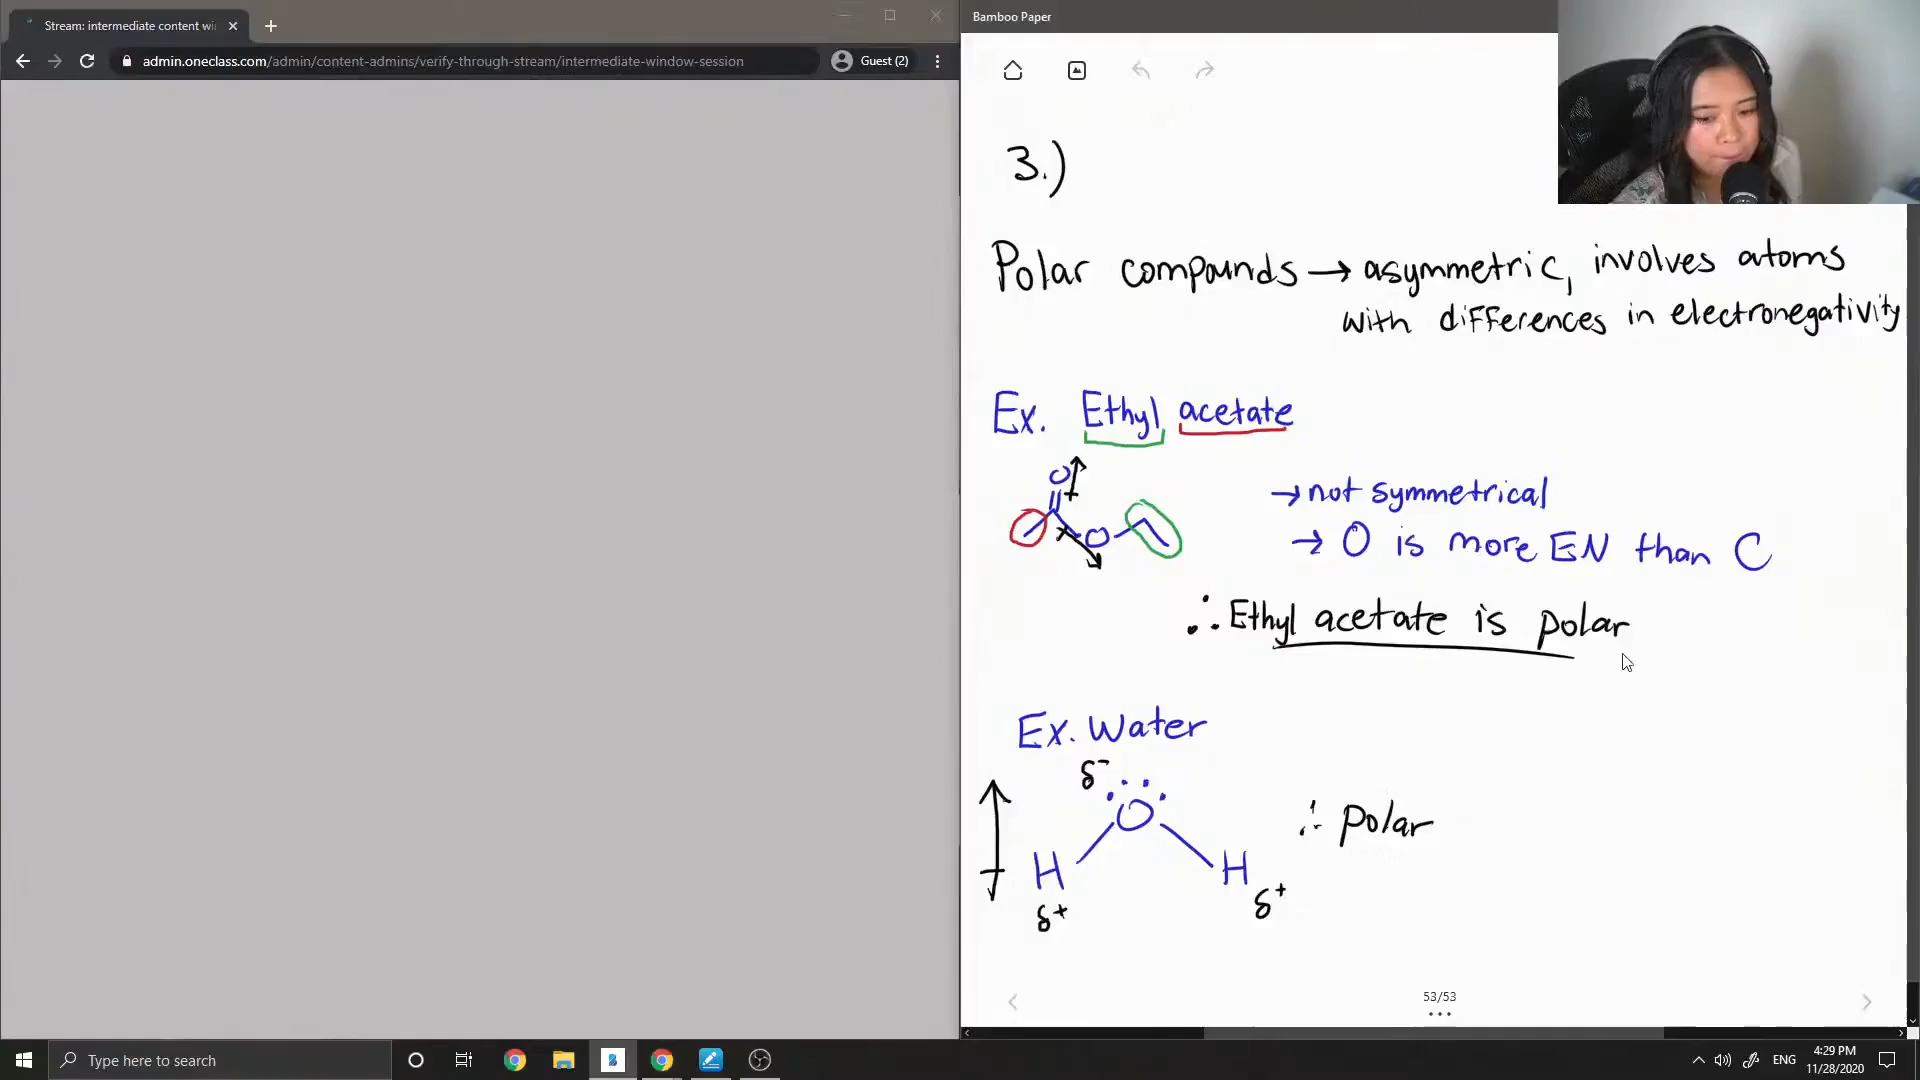 Stream: intermediate content wi
admin.oneclass.com/admin/content-admins/verify-through-stream/intermediate-window-session
Guest (2)
Bamboo Paper
3.)
Polar compounds → asymmetric, involves atoms
with differences in electronegativity
Ex. Ethyl acetate
O
O
→ not symmetrical
→ O is more EN than C
∴ Ethyl acetate is polar
Ex. Water
δ-
O
H
H
δ+
δ+
∴ polar
53/53
Type here to search
ENG
4:29 PM
11/28/2020